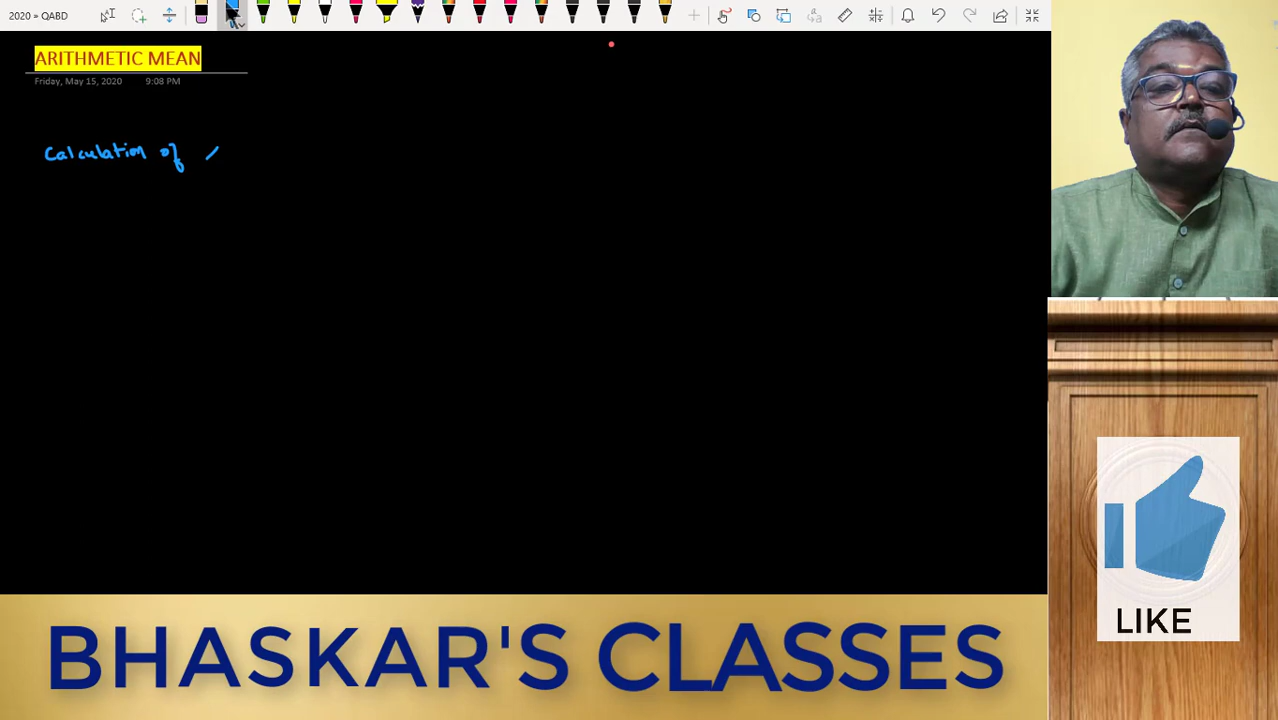 2020 » QABD
ARITHMETIC MEAN
Friday, May 15, 2020 9:08 PM
Calculation of
LIKE
BHASKAR'S CLASSES